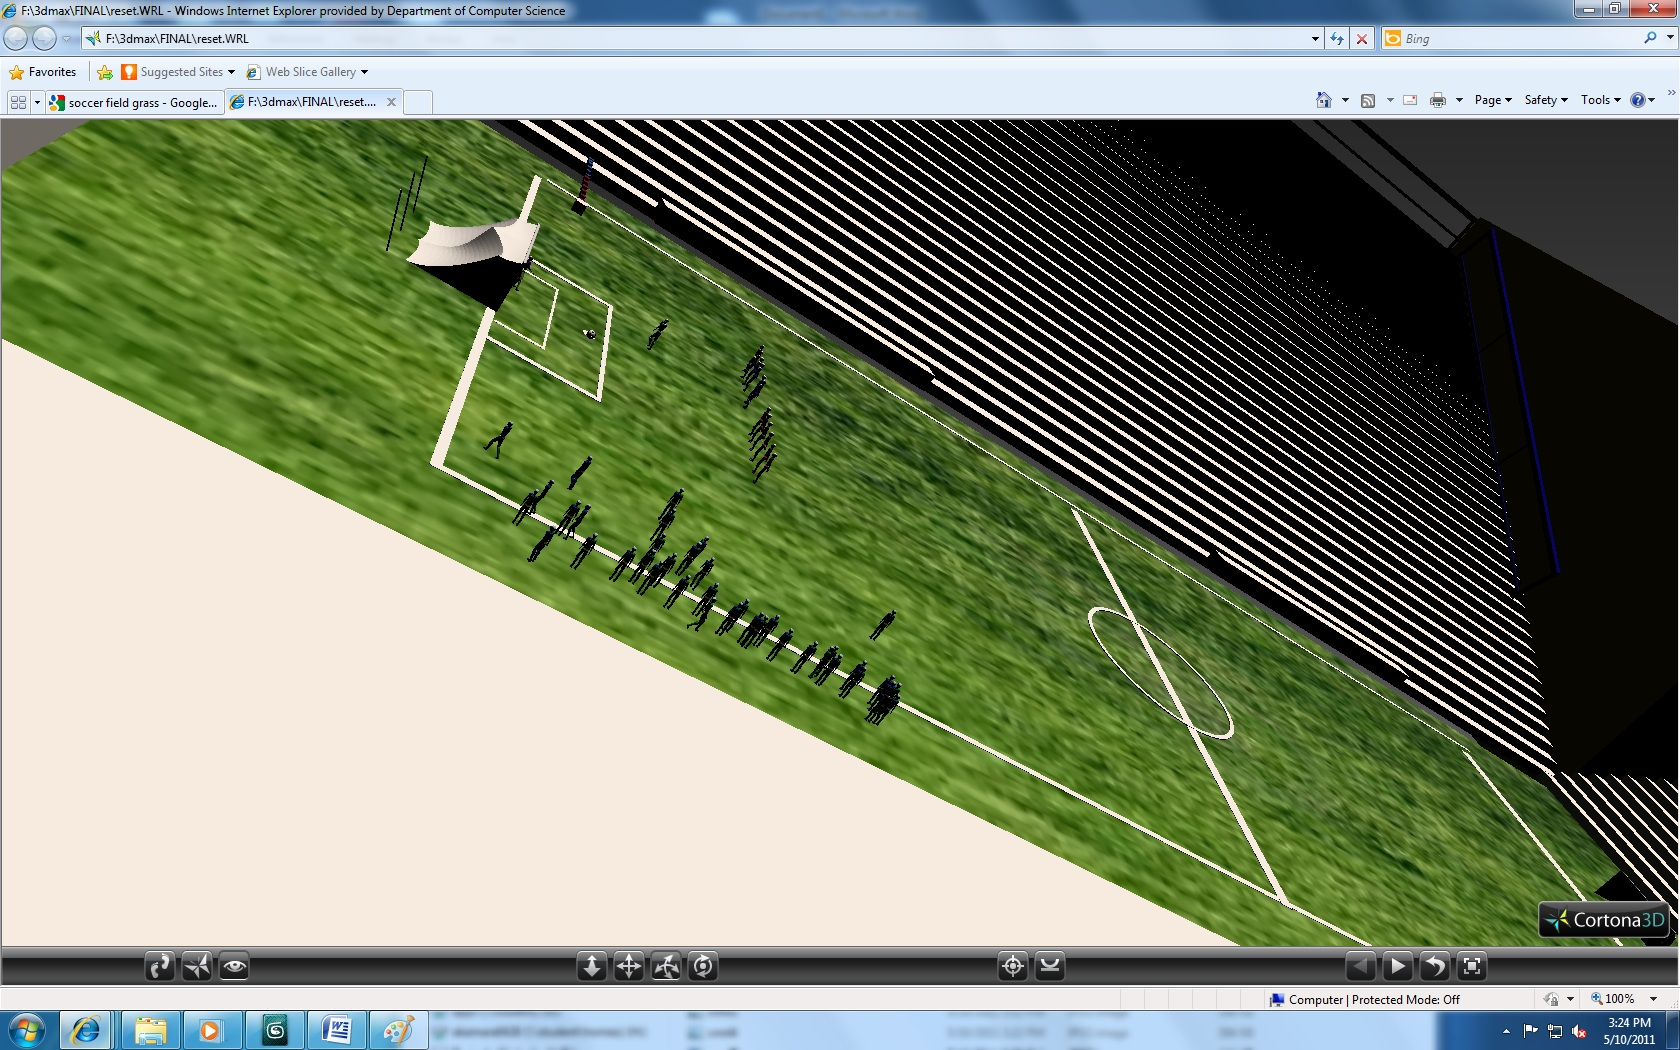 F:\3dmax\FINAL\reset.WRL - Windows Internet Explorer provided by Department of Computer Science
F:\3dmax\FINAL\reset.WRL
Bing
Favorites
Suggested Sites
Web Slice Gallery
soccer field grass - Google...
F:\3dmax\FINAL\reset....
Page
Safety
Tools
Cortona3D
Computer | Protected Mode: Off
100%
3:24 PM
5/10/2011